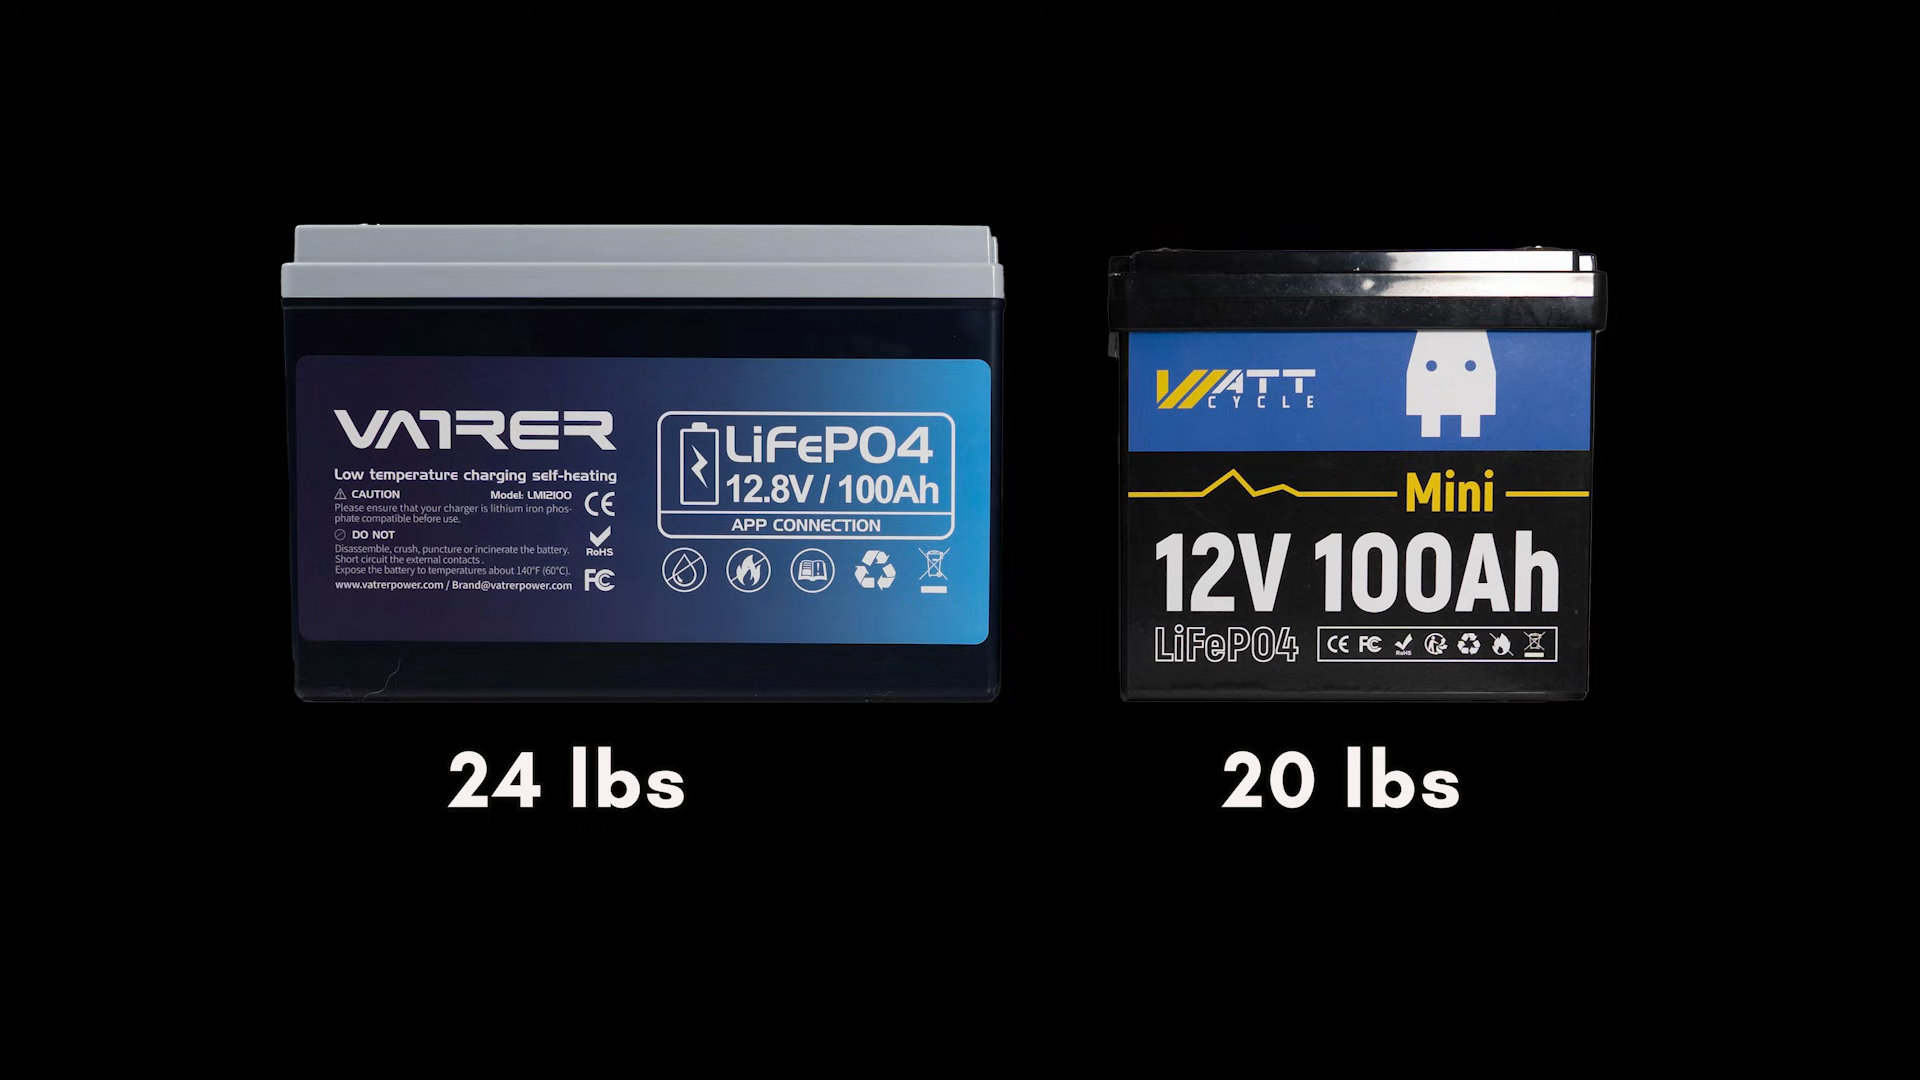 VATRER
Low temperature charging self-heating
CAUTION
Model: LM12100
Please ensure that your charger is lithium iron phos-
phate compatible before use.
DO NOT
Disassemble, crush, puncture or incinerate the battery.
Short circuit the external contacts .
Expose the battery to temperatures about 140°F (60°C).
www.vatrerpower.com / Brand@vatrerpower.com
CE
RoHS
FC
LiFePO4
12.8V / 100Ah
APP CONNECTION
24 lbs
WATT
CYCLE
Mini
12V 100Ah
LiFePO4
CE FC RoHS
20 lbs